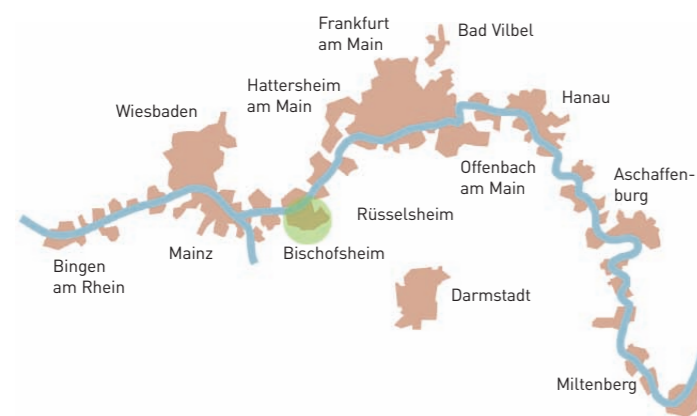 Frankfurt
am Main
Bad Vilbel
Hattersheim
am Main
Wiesbaden
Hanau
Offenbach
am Main
Aschaffen-
burg
Rüsselsheim
Mainz
Bischofsheim
Bingen
am Rhein
Darmstadt
Miltenberg